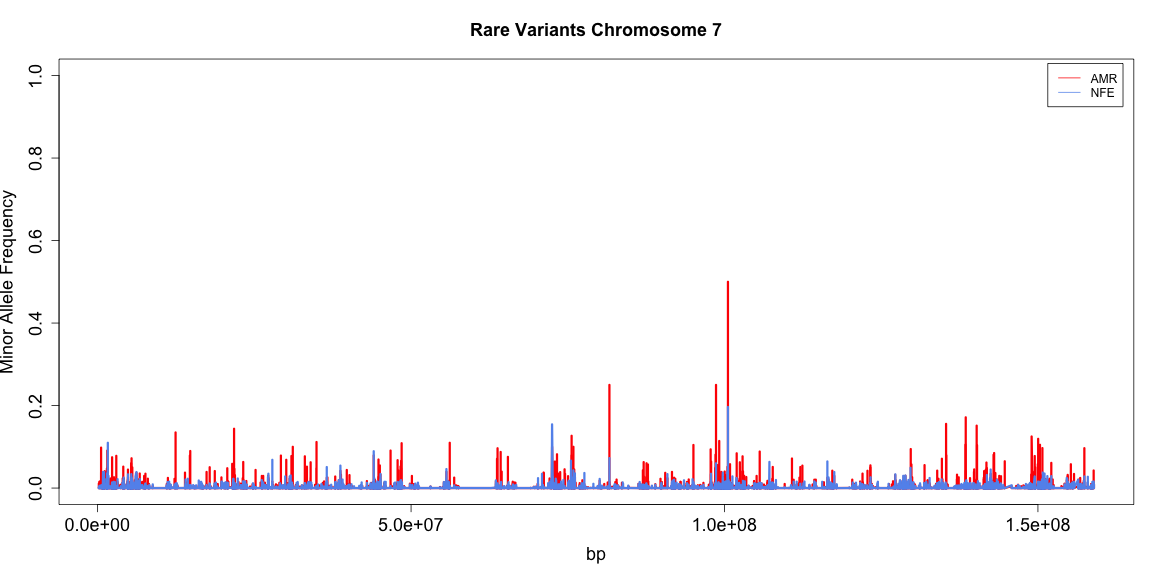 Rare Variants Chromosome 7
AMR
NFE
Minor Allele Frequency
1.0
0.8
0.6
0.4
0.2
0.0
0.0e+00 5.0e+07 1.0e+08 1.5e+08
bp